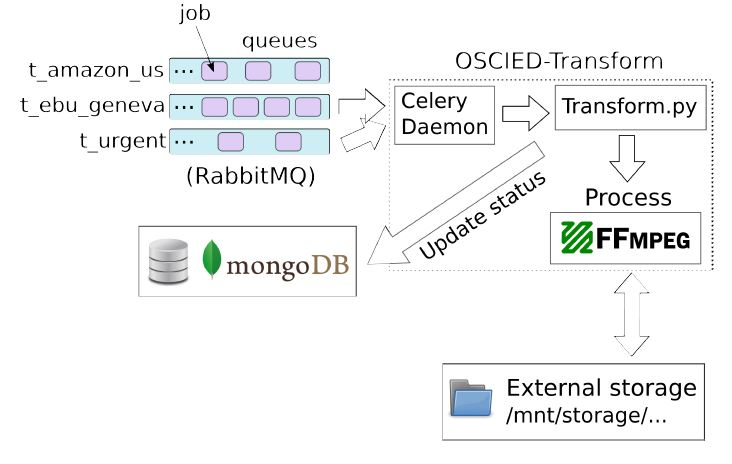 job
queues
t_amazon_us
...
t_ebu_geneva
...
t_urgent
...
(RabbitMQ)
OSCIED-Transform
Celery
Daemon
Transform.py
Update status
Process
FFMPEG
mongoDB
External storage
/mnt/storage/...